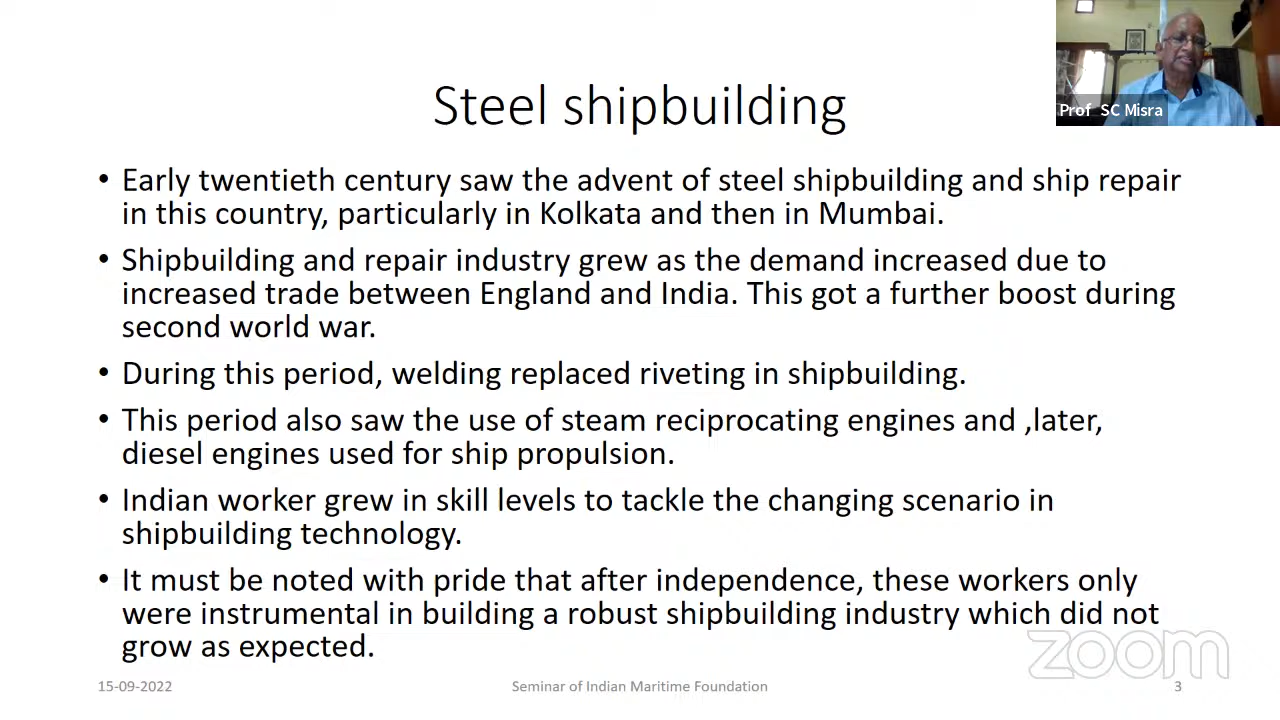 Prof SC Misra
Steel shipbuilding
• Early twentieth century saw the advent of steel shipbuilding and ship repair
in this country, particularly in Kolkata and then in Mumbai.
• Shipbuilding and repair industry grew as the demand increased due to
increased trade between England and India. This got a further boost during
second world war.
• During this period, welding replaced riveting in shipbuilding.
• This period also saw the use of steam reciprocating engines and ,later,
diesel engines used for ship propulsion.
• Indian worker grew in skill levels to tackle the changing scenario in
shipbuilding technology.
• It must be noted with pride that after independence, these workers only
were instrumental in building a robust shipbuilding industry which did not
grow as expected.
zoom
15-09-2022
Seminar of Indian Maritime Foundation
3